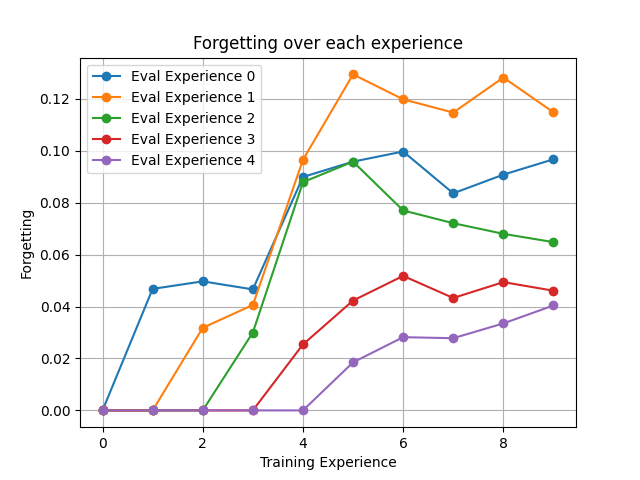 Forgetting over each experience
Eval Experience 0
Eval Experience 1
Eval Experience 2
Eval Experience 3
Eval Experience 4
0.12
0.10
0.08
0.06
0.04
0.02
0.00
Forgetting
0 2 4 6 8
Training Experience